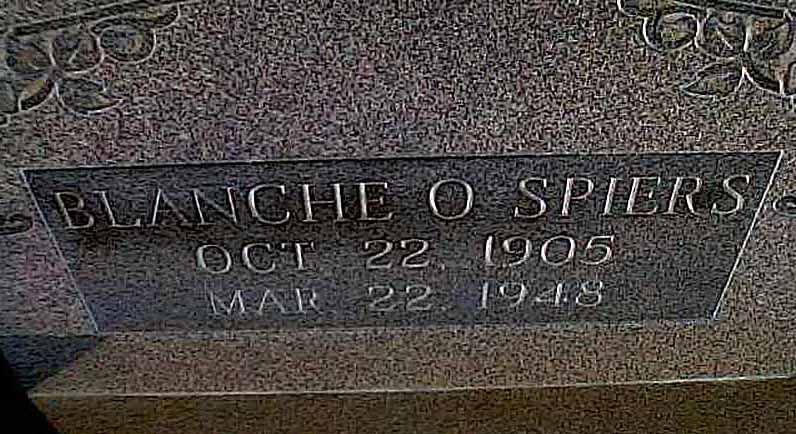 BLANCHE O. SPIERS
OCT 22, 1905
MAR 22, 1948